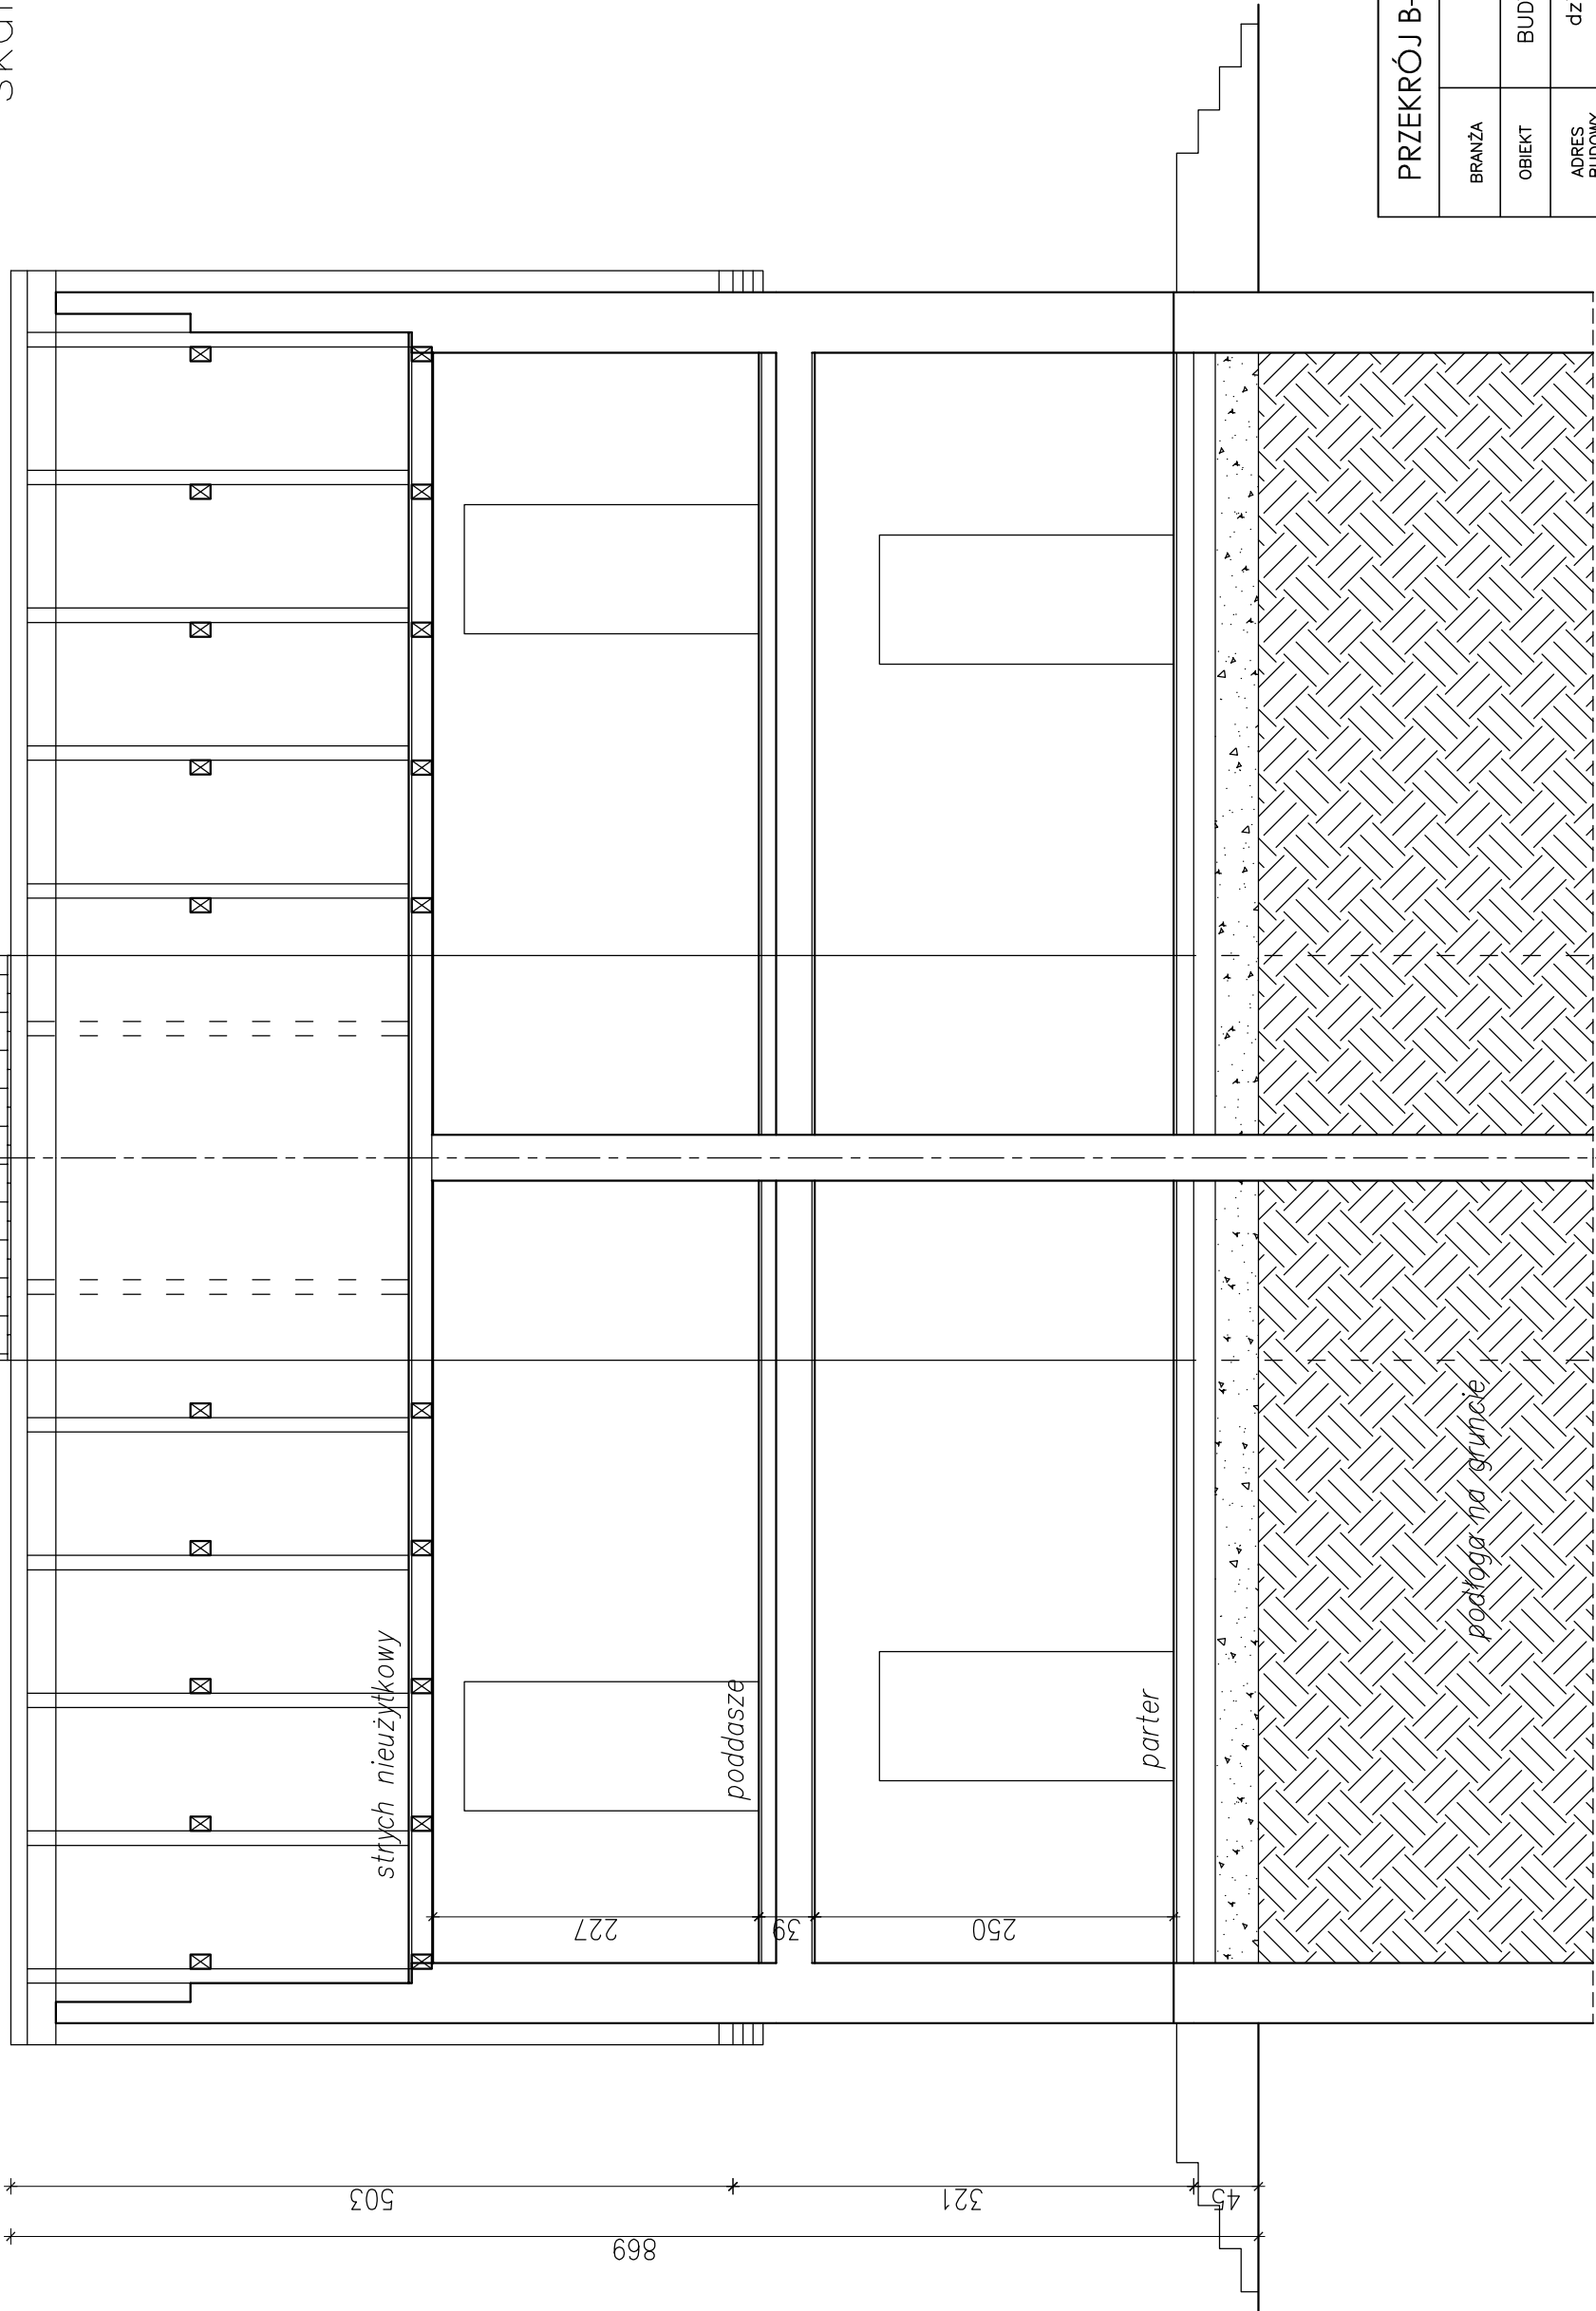 strych nieużytkowy
poddasze
parter
podłoga na gruncie
227
39
250
503
321
45
869
PRZEKRÓJ B-
BRANŻA
OBIEKT BUD
ADRES dz
BUDOWY